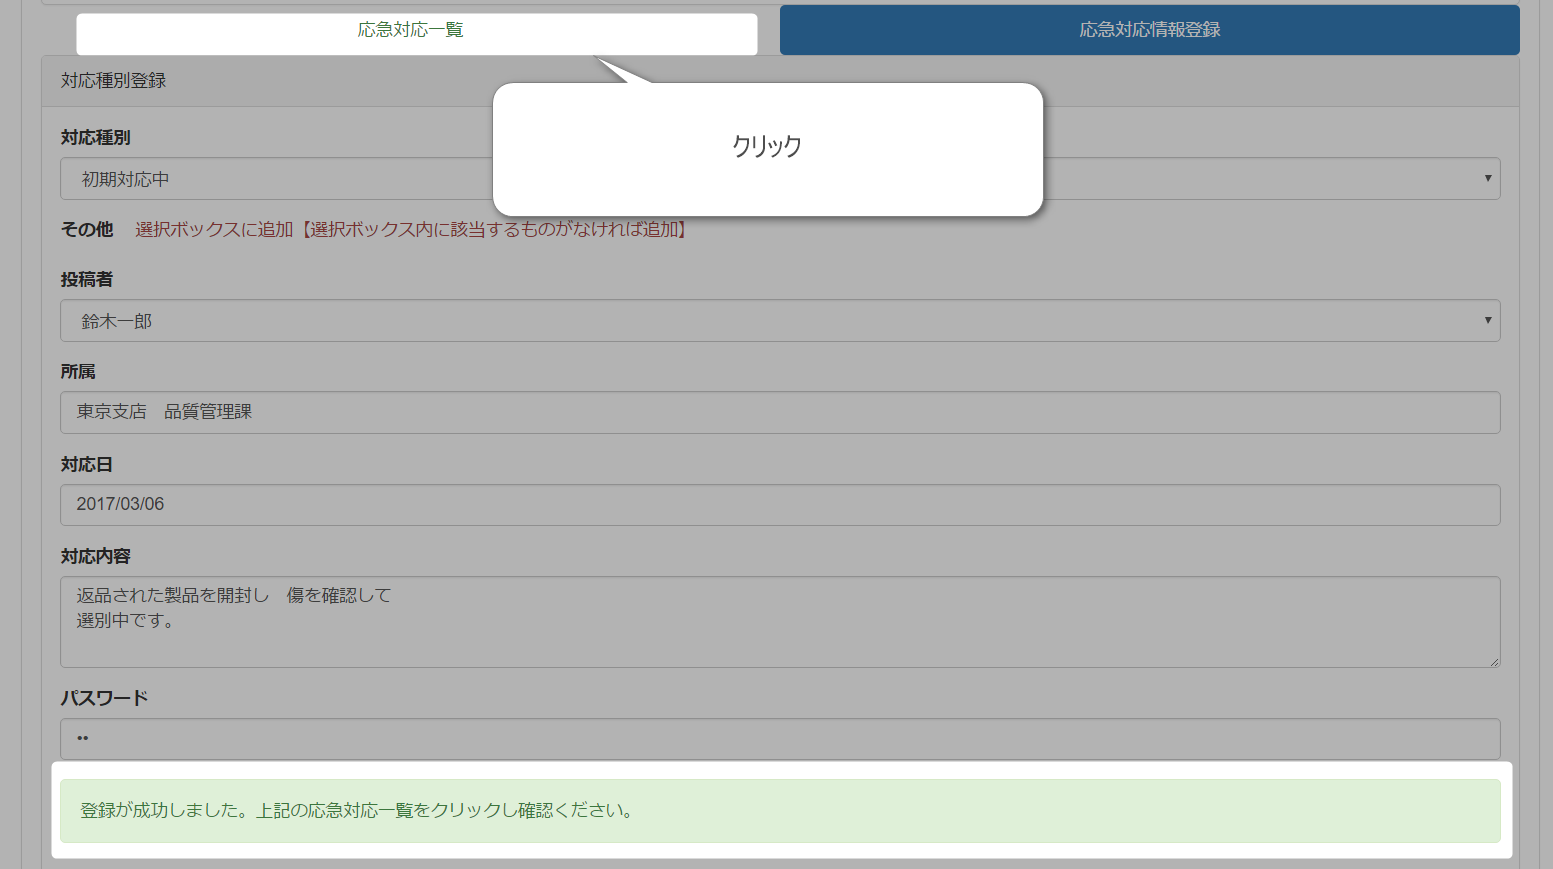 応急対応一覧
応急対応情報登録
対応種別登録
クリック
対応種別
初期対応中
その他 選択ボックスに追加【選択ボックス内に該当するものがなければ追加】
投稿者
鈴木一郎
所属
東京支店　品質管理課
対応日
2017/03/06
対応内容
返品された製品を開封し　傷を確認して
選別中です。
パスワード
••
登録が成功しました。上記の応急対応一覧をクリックし確認ください。